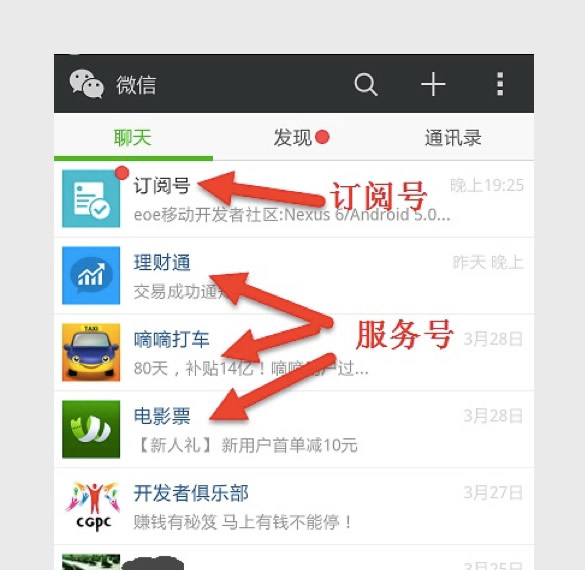 微信
聊天 发现 通讯录
订阅号 订阅号 晚上19:25
eoe移动开发者社区:Nexus 6/Android 5.0...
理财通 昨天 晚上
交易成功通
TAXI
嘀嘀打车 服务号 3月28日
80天，补贴14亿！嘀嘀 户过...
电影票 3月28日
【新人礼】新用户首单减10元
开发者俱乐部 3月27日
CGPC
赚钱有秘笈 马上有钱不能停！
3月25日